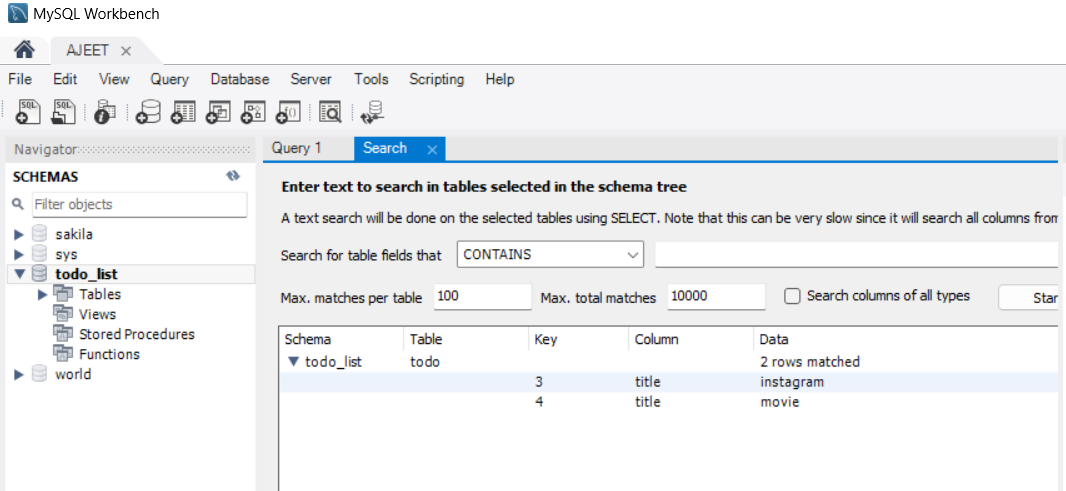 MySQL Workbench
AJEET
File Edit View Query Database Server Tools Scripting Help
SQL SQL
Navigator
SCHEMAS
Filter objects
sakila
sys
todo_list
Tables
Views
Stored Procedures
Functions
world
Query 1 Search
Enter text to search in tables selected in the schema tree
A text search will be done on the selected tables using SELECT. Note that this can be very slow since it will search all columns from
Search for table fields that CONTAINS
Max. matches per table 100 Max. total matches 10000 Search columns of all types Star
Schema Table Key Column Data
todo_list todo 2 rows matched
3 title instagram
4 title movie